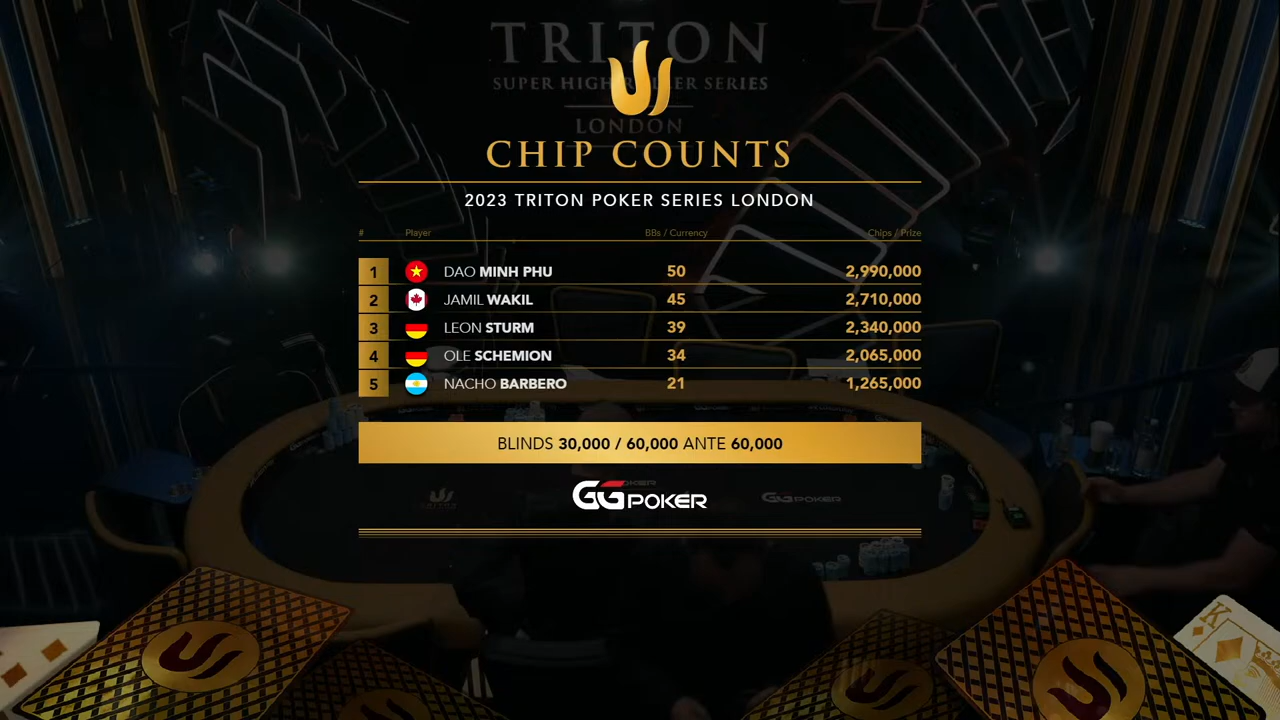 TRITON
SUPER HIGH ROLLER SERIES
LONDON
CHIP COUNTS
2023 TRITON POKER SERIES LONDON
# Player BBs / Currency Chips / Prize
1 DAO MINH PHU 50 2,990,000
2 JAMIL WAKIL 45 2,710,000
3 LEON STURM 39 2,340,000
4 OLE SCHEMION 34 2,065,000
5 NACHO BARBERO 21 1,265,000
BLINDS 30,000 / 60,000 ANTE 60,000
GGPOKER
GGPOKER
K